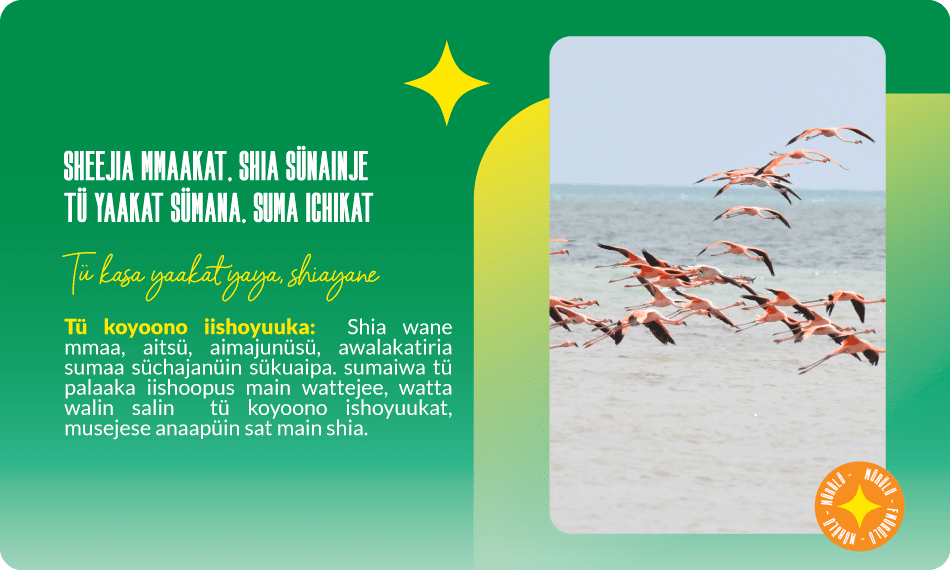 SHEEJIA MMAAKAT. SHIA SÜNAINJE
TÜ YAAKAT SÜMANA. SUMA ICHIKAT
Tü kasa yaakat yaya, shiayane
Tü koyoono iishoyuuka: Shia wane
mmaa, aitsü, aimajunüsü, awalakatiria
sumaa süchajanüin sükuaipa. sumaiwa tü
palaaka iishoopus main wattejee, watta
walin salin tü koyoono ishoyuukat,
musejese anaapüin sat main shia.